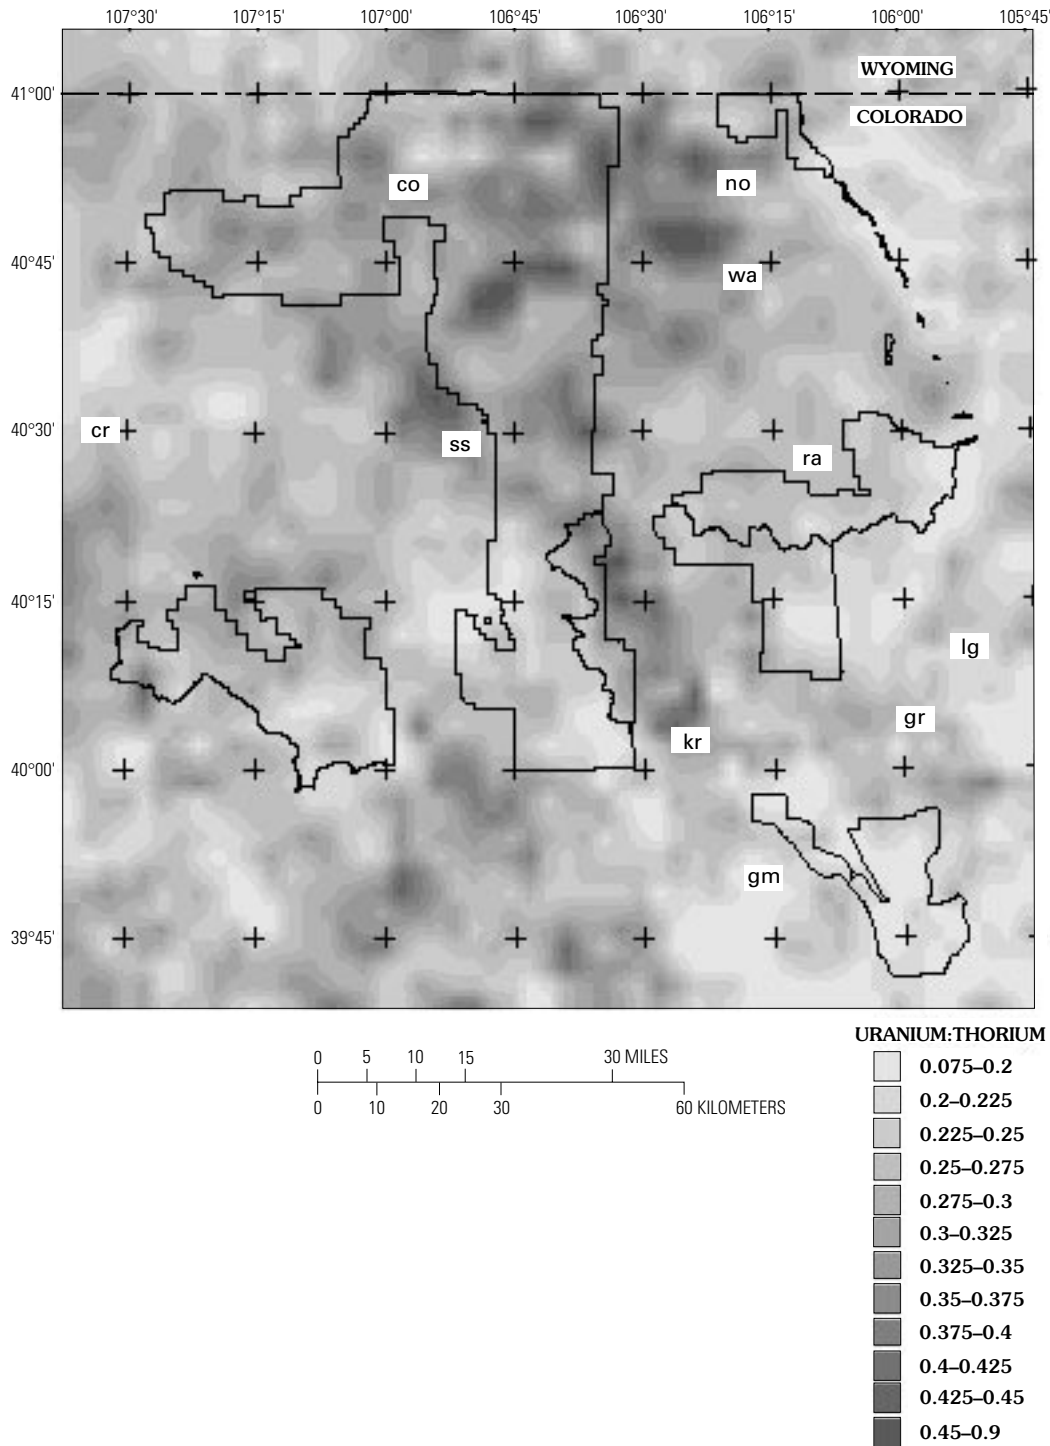 107°30' 107°15' 107°00' 106°45' 106°30' 106°15' 106°00' 105°45'
WYOMING
41°00'
COLORADO
co
no
40°45'
wa
40°30'
cr
ss
ra
40°15'
lg
gr
kr
40°00'
gm
39°45'
0 5 10 15 30 MILES
0 10 20 30 60 KILOMETERS
URANIUM:THORIUM
0.075–0.2
0.2–0.225
0.225–0.25
0.25–0.275
0.275–0.3
0.3–0.325
0.325–0.35
0.35–0.375
0.375–0.4
0.4–0.425
0.425–0.45
0.45–0.9